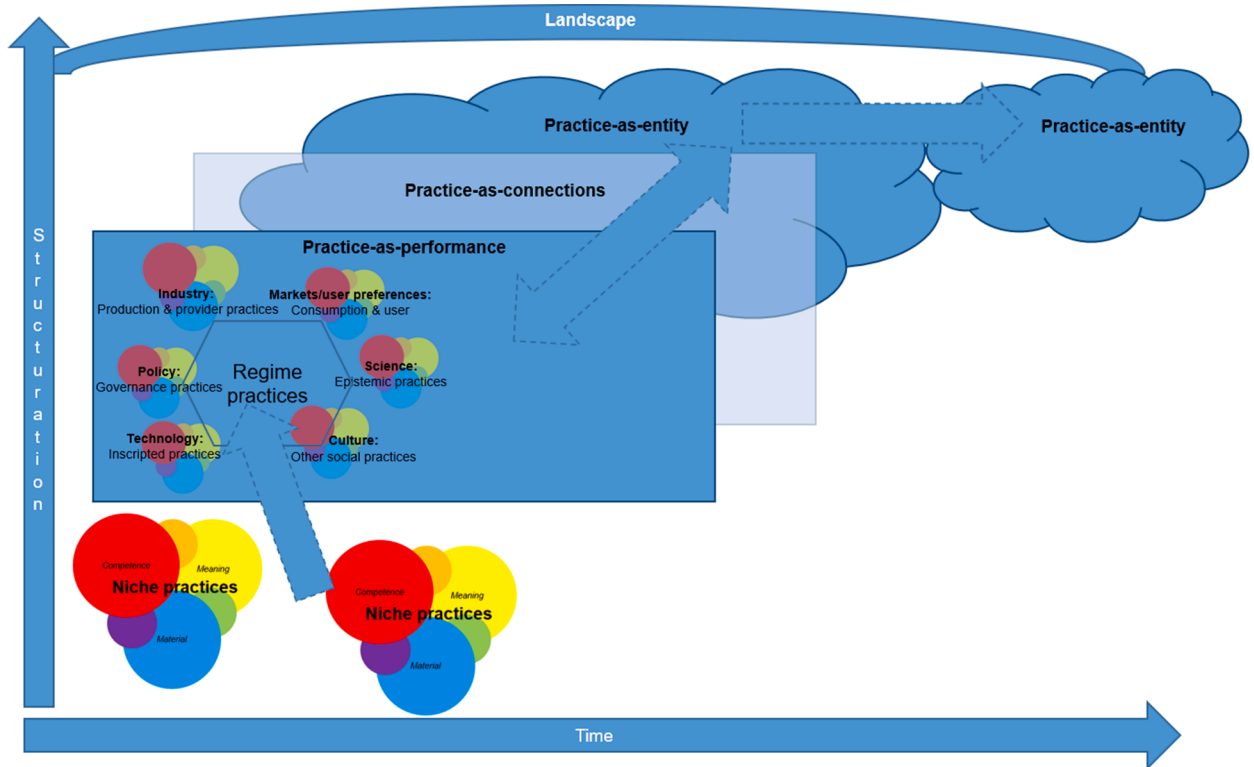 Landscape
Practice-as-entity
Practice-as-entity
Practice-as-connections
Practice-as-performance
Structuration
Industry:
Production & provider practices
Markets/user preferences:
Consumption & user
Policy:
Governance practices
Regime
practices
Science:
Epistemic practices
Technology:
Inscripted practices
Culture:
Other social practices
Competence
Meaning
Niche practices
Material
Competence
Meaning
Niche practices
Material
Time